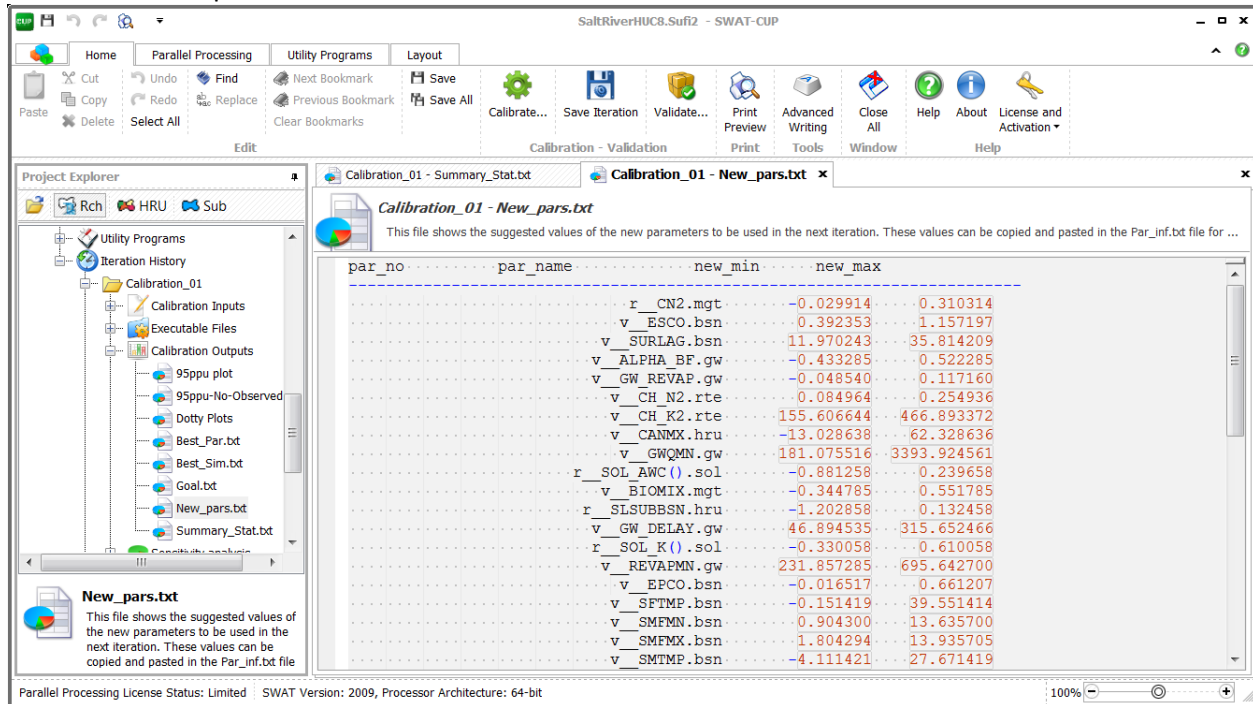 CUP
SaltRiverHUC8.Sufi2 - SWAT-CUP
Home Parallel Processing Utility Programs Layout
Paste
Cut Undo Find Next Bookmark Save
Copy Redo Replace Previous Bookmark Save All
Delete Select All Clear Bookmarks
Calibrate... Save Iteration Validate... Print Preview Advanced Writing Close All Help About License and Activation
Edit Calibration - Validation Print Tools Window Help
Project Explorer
Rch HRU Sub
Utility Programs
Iteration History
Calibration_01
Calibration Inputs
Executable Files
Calibration Outputs
95ppu plot
95ppu-No-Observed
Dotty Plots
Best_Par.txt
Best_Sim.txt
Goal.txt
New_pars.txt
Summary_Stat.txt
Sensitivity analysis
New_pars.txt
This file shows the suggested values of
the new parameters to be used in the
next iteration. These values can be
copied and pasted in the Par_inf.txt file
Calibration_01 - Summary_Stat.txt Calibration_01 - New_pars.txt
Calibration_01 - New_pars.txt
This file shows the suggested values of the new parameters to be used in the next iteration. These values can be copied and pasted in the Par_inf.txt file for ...
par_no par_name new_min new_max
r__CN2.mgt -0.029914 0.310314
v__ESCO.bsn 0.392353 1.157197
v__SURLAG.bsn 11.970243 35.814209
v__ALPHA_BF.gw -0.433285 0.522285
v__GW_REVAP.gw -0.048540 0.117160
v__CH_N2.rte 0.084964 0.254936
v__CH_K2.rte 155.606644 466.893372
v__CANMX.hru -13.028638 62.328636
v__GWQMN.gw 181.075516 3393.924561
r__SOL_AWC().sol -0.881258 0.239658
v__BIOMIX.mgt -0.344785 0.551785
r__SLSUBBSN.hru -1.202858 0.132458
v__GW_DELAY.gw 46.894535 315.652466
r__SOL_K().sol -0.330058 0.610058
v__REVAPMN.gw 231.857285 695.642700
v__EPCO.bsn -0.016517 0.661207
v__SFTMP.bsn -0.151419 39.551414
v__SMFMN.bsn 0.904300 13.635700
v__SMFMX.bsn 1.804294 13.935705
v__SMTMP.bsn -4.111421 27.671419
Parallel Processing License Status: Limited SWAT Version: 2009, Processor Architecture: 64-bit 100%